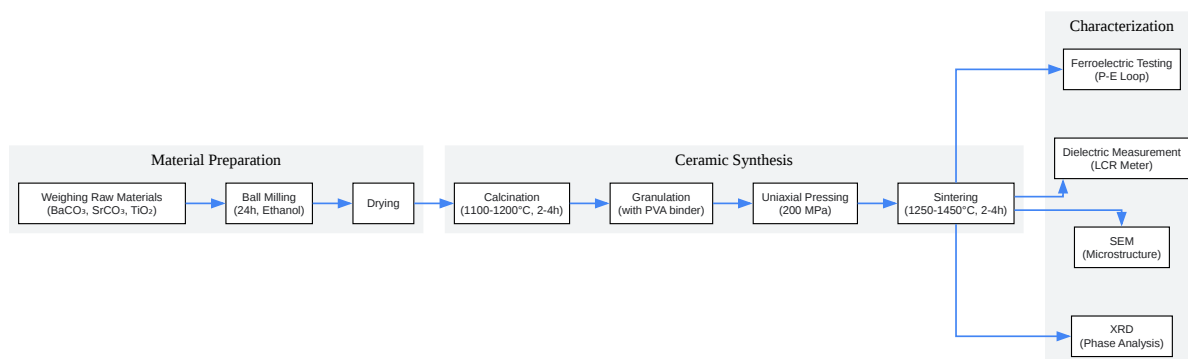 Characterization
Ferroelectric Testing
(P-E Loop)
Material Preparation
Ceramic Synthesis
Dielectric Measurement
(LCR Meter)
Weighing Raw Materials
(BaCO₃, SrCO₃, TiO₂)
Ball Milling
(24h, Ethanol)
Drying
Calcination
(1100-1200°C, 2-4h)
Granulation
(with PVA binder)
Uniaxial Pressing
(200 MPa)
Sintering
(1250-1450°C, 2-4h)
SEM
(Microstructure)
XRD
(Phase Analysis)